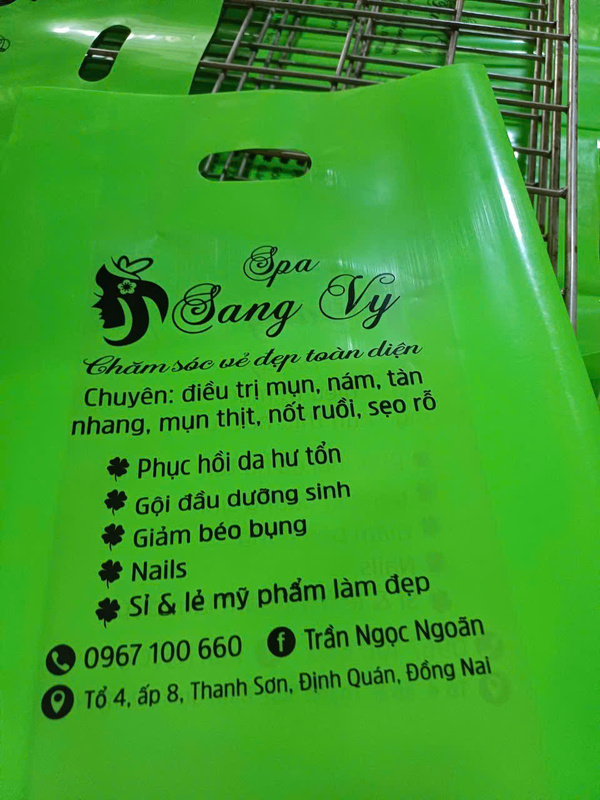 Spa
Sang Vy
Chăm sóc vẻ đẹp toàn diện
Chuyên: điều trị mụn, nám, tàn
nhang, mụn thịt, nốt ruồi, sẹo rỗ
Phục hồi da hư tổn
Gội đầu dưỡng sinh
Giảm béo bụng
Nails
Sỉ & lẻ mỹ phẩm làm đẹp
0967 100 660 f Trần Ngọc Ngoãn
Tổ 4, ấp 8, Thanh Sơn, Định Quán, Đồng Nai